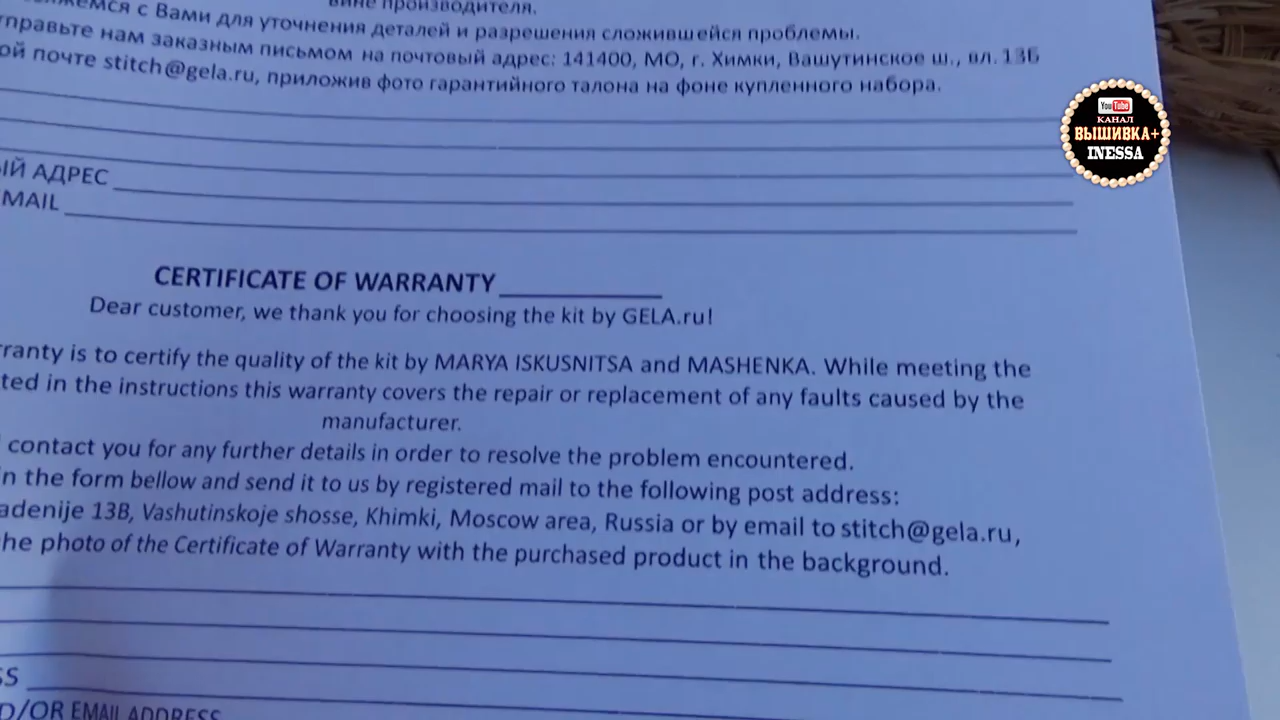 вине производителя.
свяжемся с Вами для уточнения деталей и разрешения сложившейся проблемы.
отправьте нам заказным письмом на почтовый адрес: 141400, МО, г. Химки, Вашутинское ш., вл. 13Б
ой почте stitch@gela.ru, приложив фото гарантийного талона на фоне купленного набора.
YouTube
КАНАЛ
ВЫШИВКА+
INESSA
ЫЙ АДРЕС
MAIL
CERTIFICATE OF WARRANTY
Dear customer, we thank you for choosing the kit by GELA.ru!
rranty is to certify the quality of the kit by MARYA ISKUSNITSA and MASHENKA. While meeting the
ted in the instructions this warranty covers the repair or replacement of any faults caused by the
manufacturer.
contact you for any further details in order to resolve the problem encountered.
in the form bellow and send it to us by registered mail to the following post address:
adenije 13B, Vashutinskoje shosse, Khimki, Moscow area, Russia or by email to stitch@gela.ru,
he photo of the Certificate of Warranty with the purchased product in the background.
SS
D/OR EMAIL ADDRESS